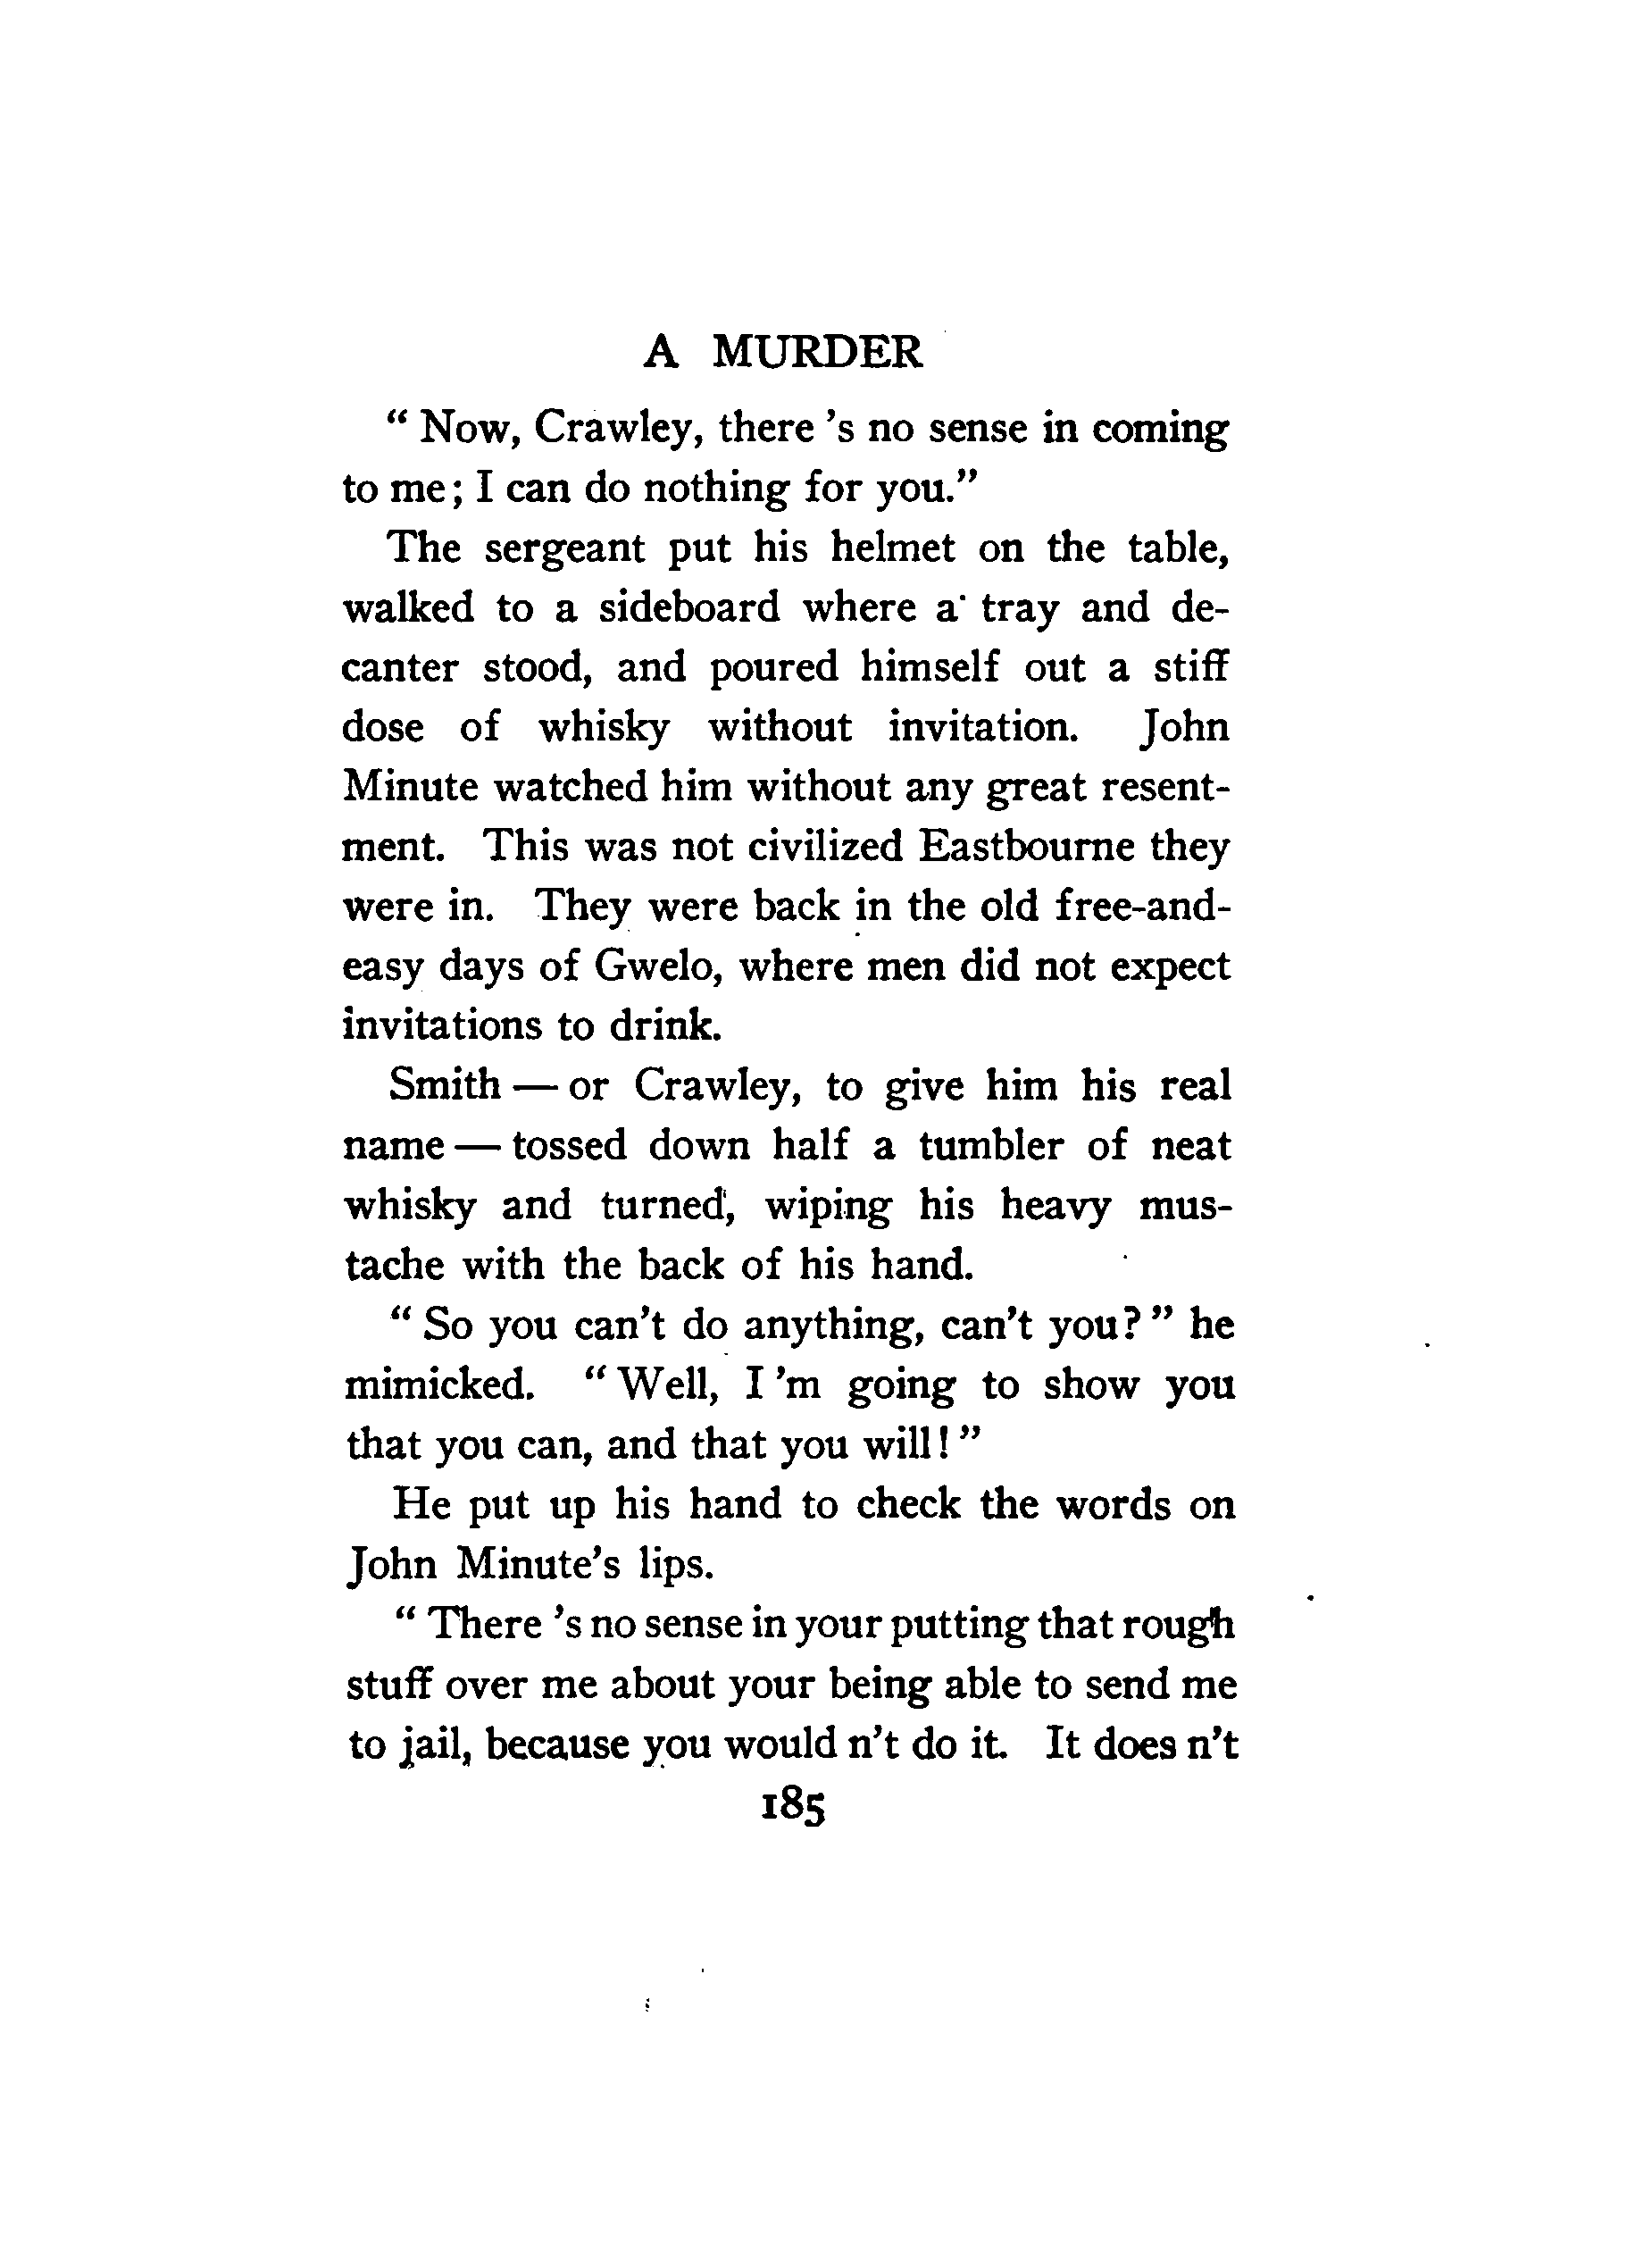 A MURDER
“ Now, Crawley, there ’s no sense in coming
to me; I can do nothing for you.”
The sergeant put his helmet on the table,
walked to a sideboard where a tray and de-
canter stood, and poured himself out a stiff
dose of whisky without invitation. John
Minute watched him without any great resent-
ment. This was not civilized Eastbourne they
were in. They were back in the old free-and-
easy days of Gwelo, where men did not expect
invitations to drink.
Smith — or Crawley, to give him his real
name — tossed down half a tumbler of neat
whisky and turned, wiping his heavy mus-
tache with the back of his hand.
“ So you can’t do anything, can’t you? ” he
mimicked. “ Well, I ’m going to show you
that you can, and that you will! ”
He put up his hand to check the words on
John Minute’s lips.
“ There ’s no sense in your putting that rough
stuff over me about your being able to send me
to jail, because you would n’t do it. It does n’t
185